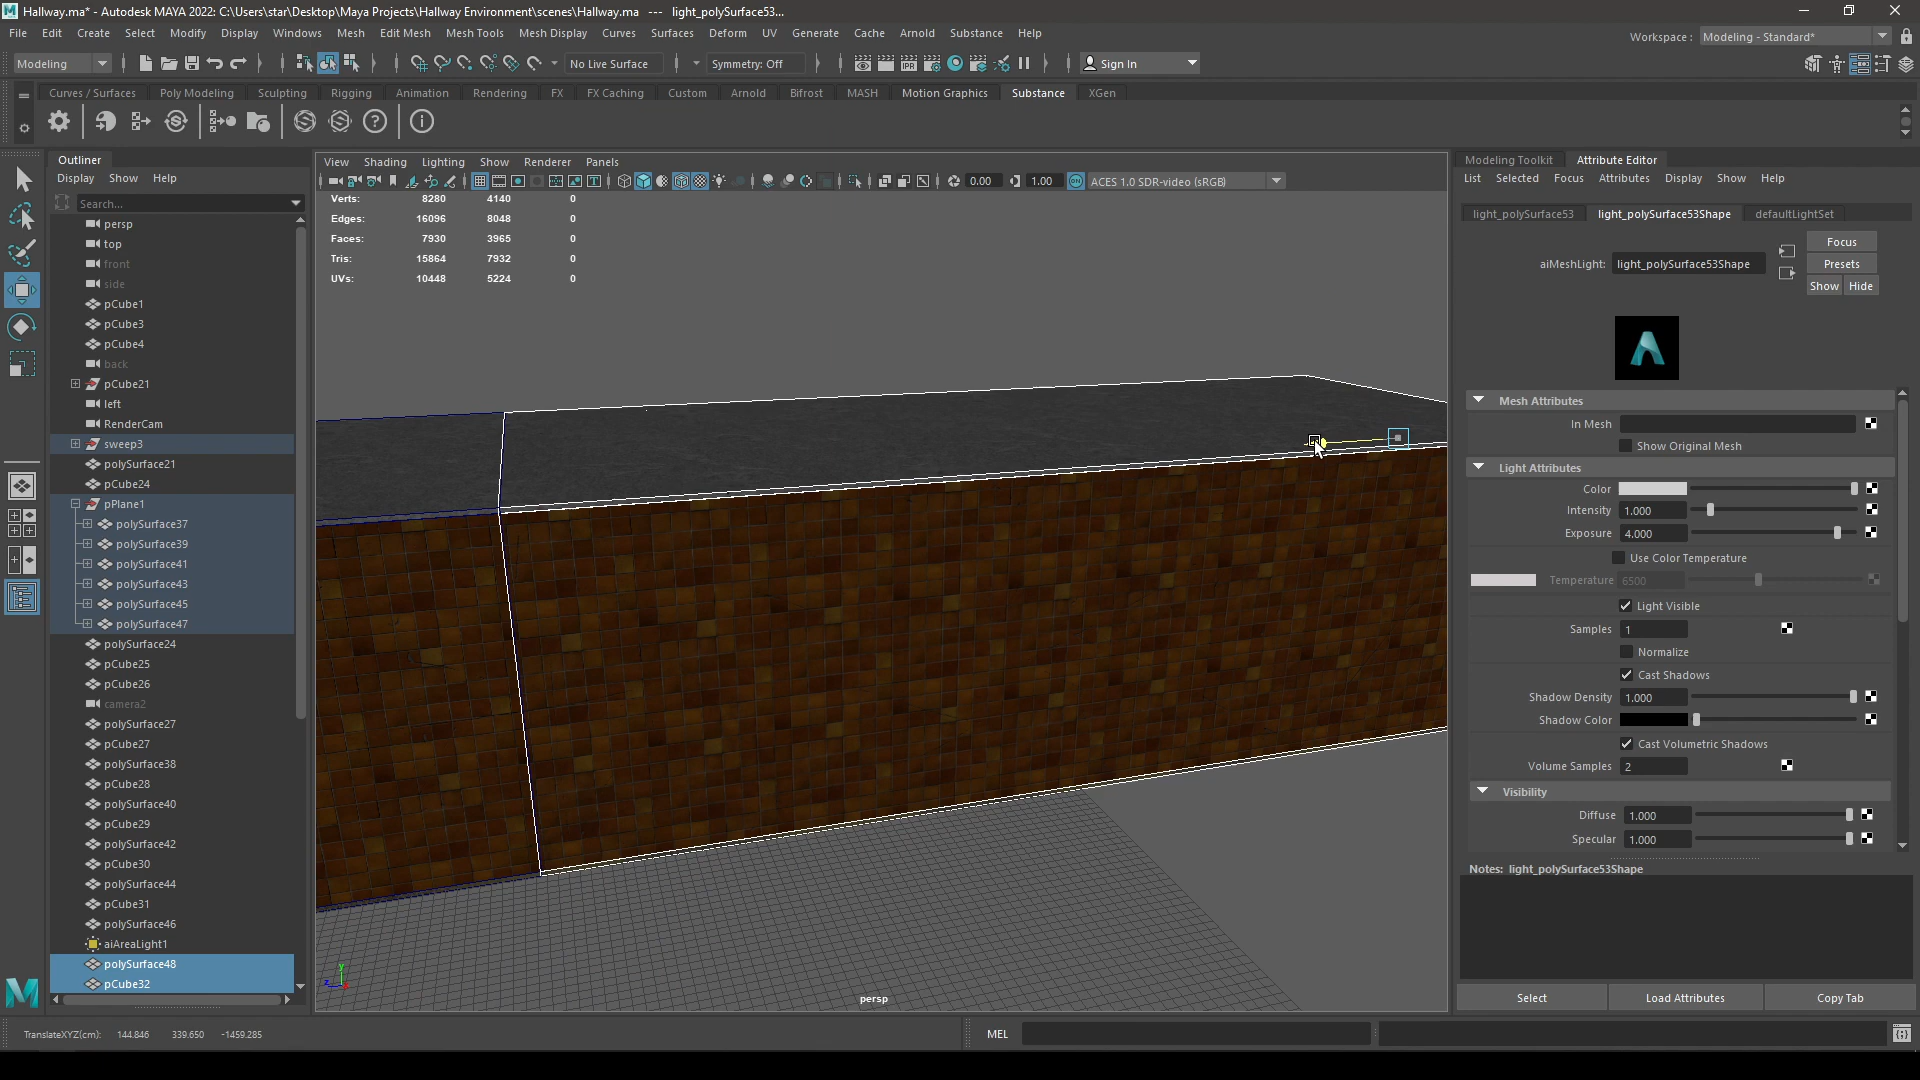 Hallway.ma* - Autodesk MAYA 2022: C:\Users\star\Desktop\Maya Projects\Hallway Environment\scenes\Hallway.ma --- light_polySurface53...
File Edit Create Select Modify Display Windows Mesh Edit Mesh Mesh Tools Mesh Display Curves Surfaces Deform UV Generate Cache Arnold Substance Help
Workspace : Modeling - Standard*
Modeling No Live Surface Symmetry: Off IPR Sign In
Curves / Surfaces Poly Modeling Sculpting Rigging Animation Rendering FX FX Caching Custom Arnold Bifrost MASH Motion Graphics Substance XGen
Outliner
Display Show Help
Search...
persp
top
front
side
pCube1
pCube3
pCube4
back
pCube21
left
RenderCam
sweep3
polySurface21
pCube24
pPlane1
polySurface37
polySurface39
polySurface41
polySurface43
polySurface45
polySurface47
polySurface24
pCube25
pCube26
camera2
polySurface27
pCube27
polySurface38
pCube28
polySurface40
pCube29
polySurface42
pCube30
polySurface44
pCube31
polySurface46
aiAreaLight1
polySurface48
pCube32
View Shading Lighting Show Renderer Panels
0.00 1.00 ON ACES 1.0 SDR-video (sRGB)
Verts: 8280 4140 0
Edges: 16096 8048 0
Faces: 7930 3965 0
Tris: 15864 7932 0
UVs: 10448 5224 0
y
z
persp
Modeling Toolkit Attribute Editor
List Selected Focus Attributes Display Show Help
light_polySurface53 light_polySurface53Shape defaultLightSet
aiMeshLight: light_polySurface53Shape
Focus
Presets
Show Hide
Mesh Attributes
In Mesh
Show Original Mesh
Light Attributes
Color
Intensity 1.000
Exposure 4.000
Use Color Temperature
Temperature 6500
Light Visible
Samples 1
Normalize
Cast Shadows
Shadow Density 1.000
Shadow Color
Cast Volumetric Shadows
Volume Samples 2
Visibility
Diffuse 1.000
Specular 1.000
Notes: light_polySurface53Shape
Select Load Attributes Copy Tab
TranslateXYZ(cm): 144.846 339.650 -1459.285
MEL